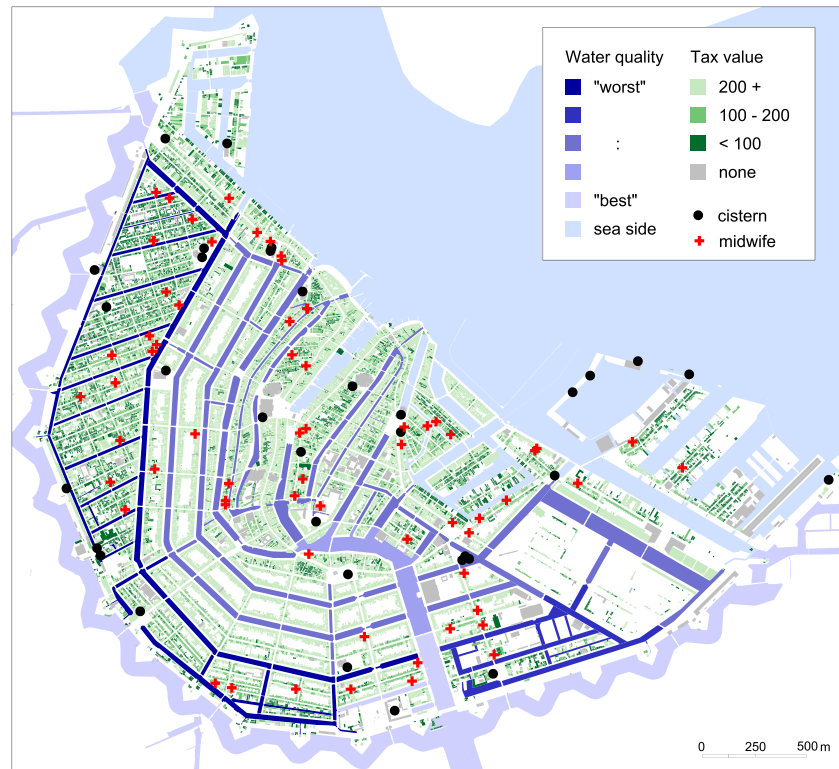 Water quality
"worst"
:
"best"
sea side
Tax value
200 +
100 - 200
< 100
none
cistern
midwife
0 250 500 m